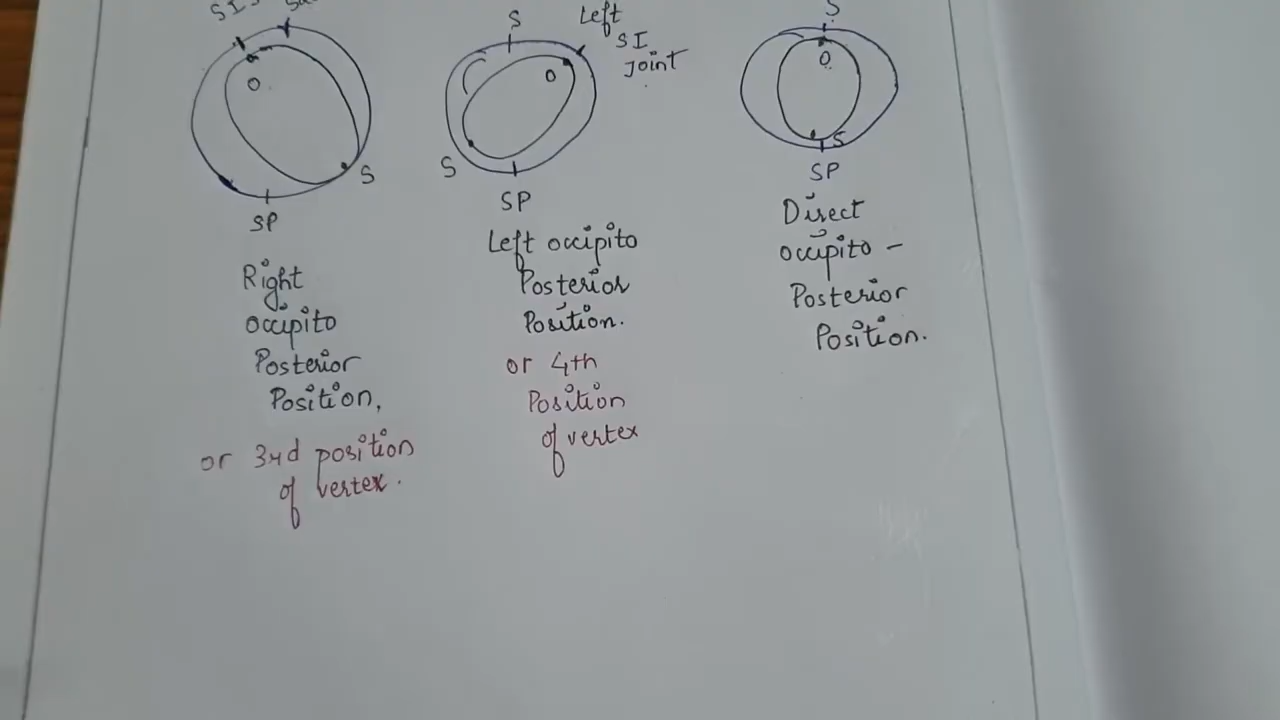 S
Left
SI
Joint
S
O
O
O
S
S
S
SP
SP
SP
Right
occipito
Posterior
Position,
or 3rd position
of vertex.
Left occipito
Posterior
Position.
or 4th
Position
of vertex
Direct
occipito -
Posterior
Position.